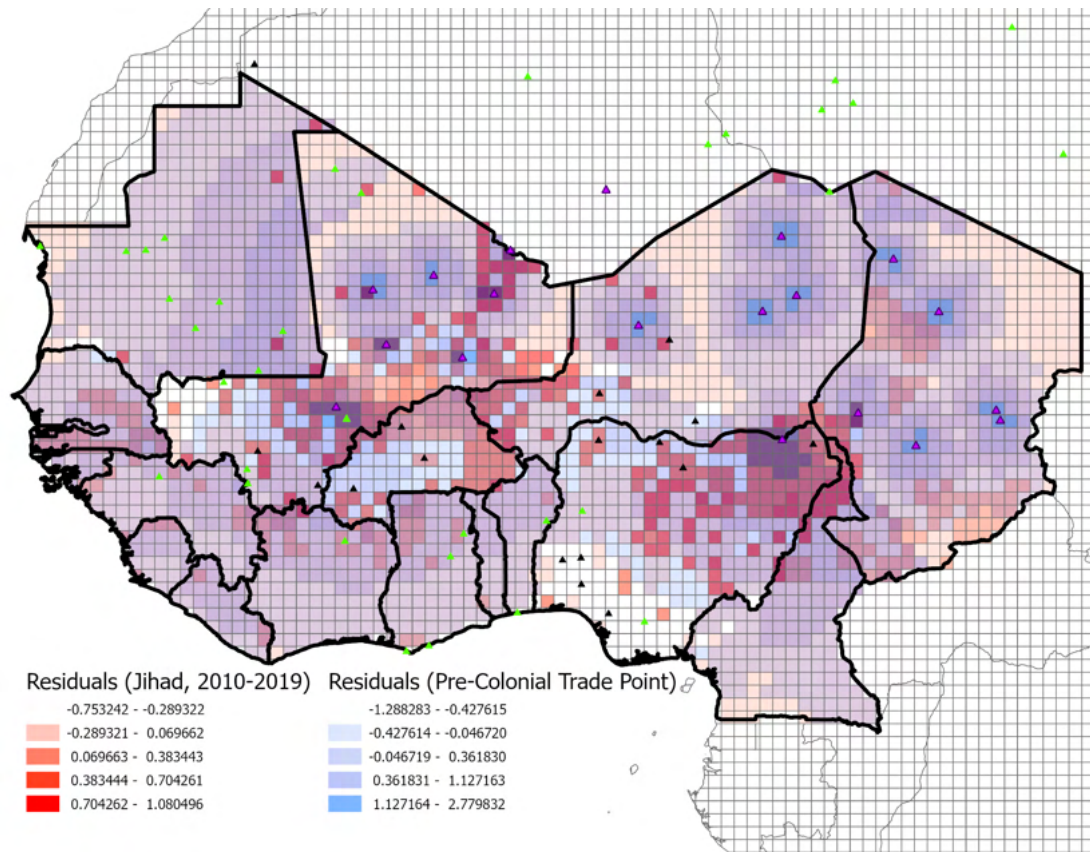 Residuals (Jihad, 2010-2019)
-0.753242 - -0.289322
-0.289321 - 0.069662
0.069663 - 0.383443
0.383444 - 0.704261
0.704262 - 1.080496
Residuals (Pre-Colonial Trade Point)
-1.288283 - -0.427615
-0.427614 - -0.046720
-0.046719 - 0.361830
0.361831 - 1.127163
1.127164 - 2.779832